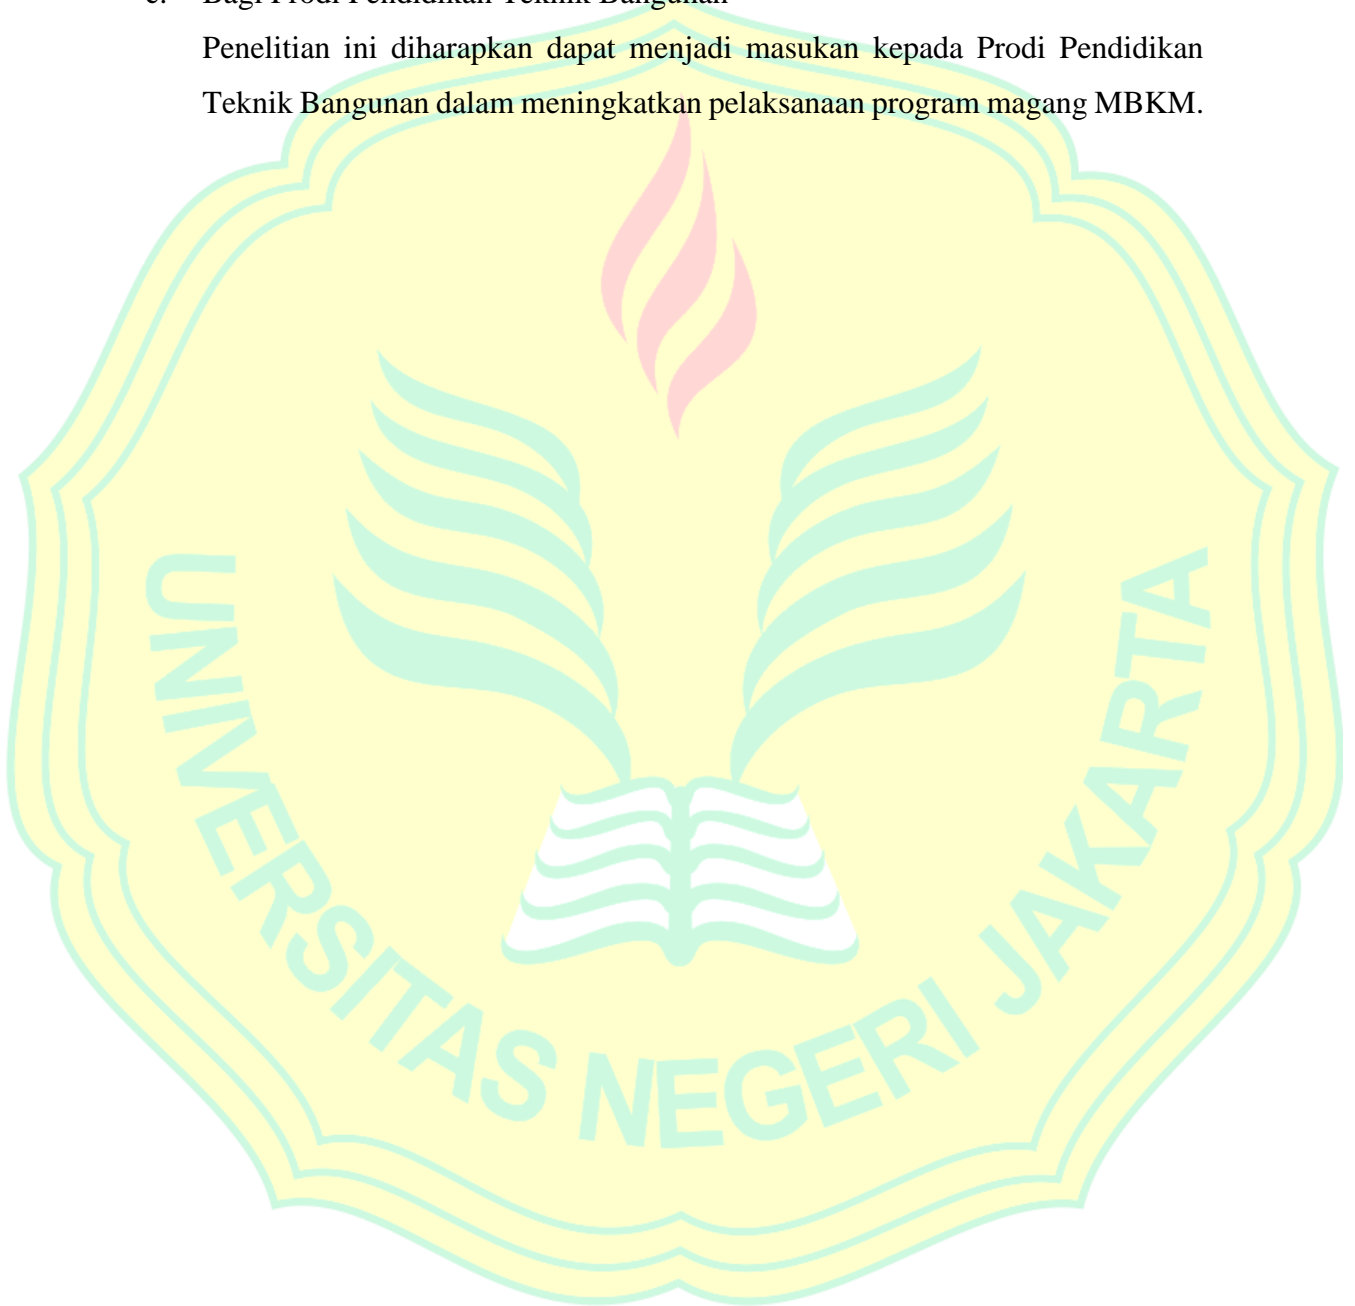 Bagi Prodi Pendidikan Teknik Bangunan
Penelitian ini diharapkan dapat menjadi masukan kepada Prodi Pendidikan
Teknik Bangunan dalam meningkatkan pelaksanaan program magang MBKM.
UNIVERSITAS NEGERI JAKARTA